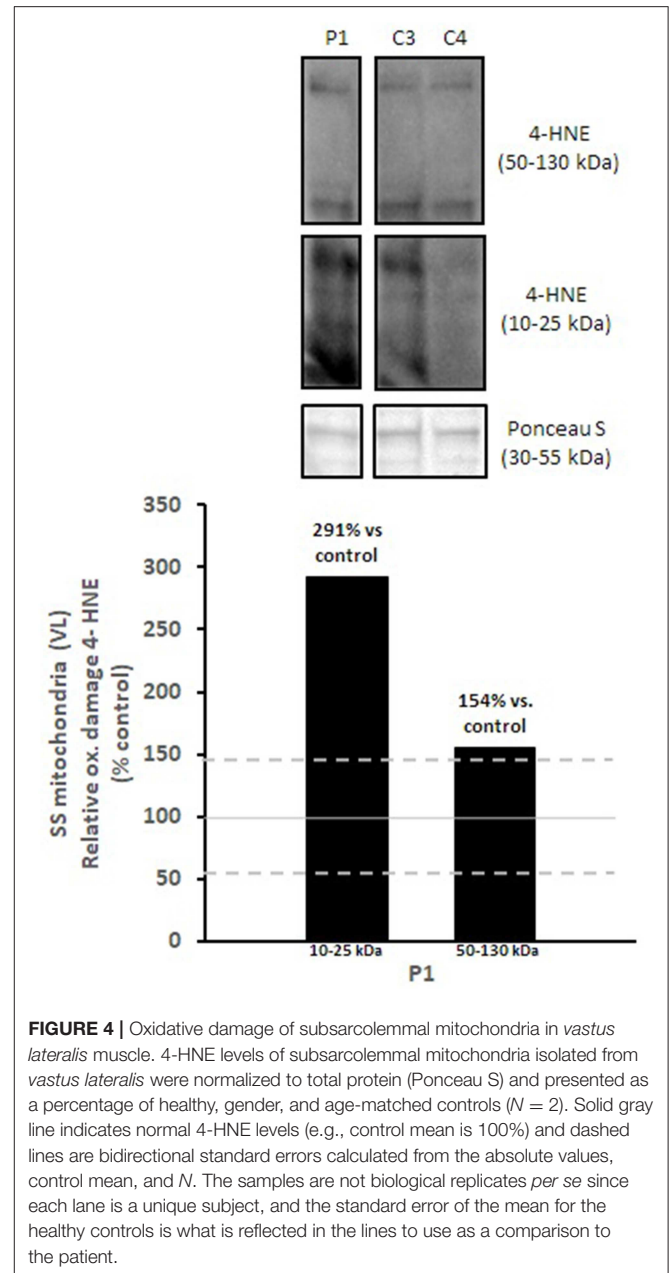 P1 C3 C4
4-HNE
(50-130 kDa)
4-HNE
(10-25 kDa)
Ponceau S
(30-55 kDa)
SS mitochondria (VL)
Relative ox. damage 4- HNE
(% control)
350
300
250
200
150
100
50
0
291% vs
control
154% vs.
control
10-25 kDa 50-130kDa
P1
FIGURE 4 | Oxidative damage of subsarcolemmal mitochondria in vastus
lateralis muscle. 4-HNE levels of subsarcolemmal mitochondria isolated from
vastus lateralis were normalized to total protein (Ponceau S) and presented as
a percentage of healthy, gender, and age-matched controls (N = 2). Solid gray
line indicates normal 4-HNE levels (e.g., control mean is 100%) and dashed
lines are bidirectional standard errors calculated from the absolute values,
control mean, and N. The samples are not biological replicates per se since
each lane is a unique subject, and the standard error of the mean for the
healthy controls is what is reflected in the lines to use as a comparison to
the patient.